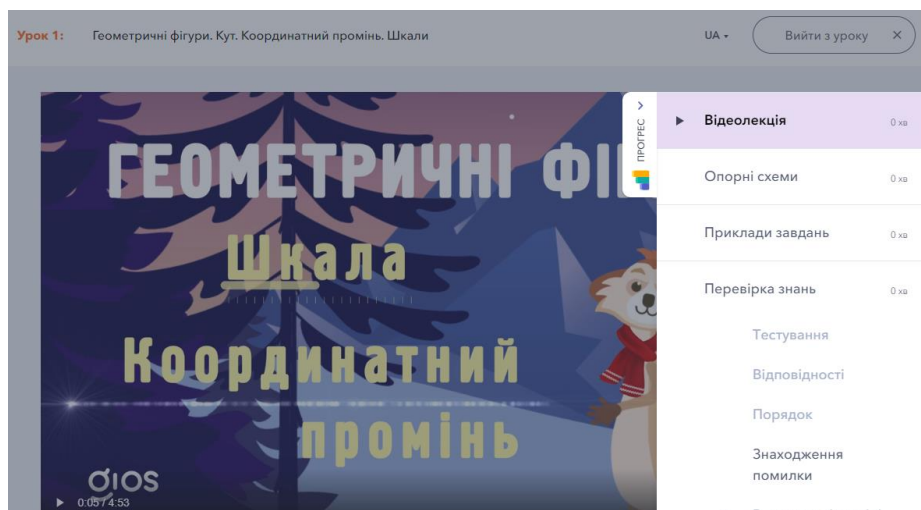 Урок 1: Геометричні фігури. Кут. Координатний промінь. Шкали
UA
Вийти з уроку ×
ГЕОМЕТРИЧНІ ФІ
Шкала
Координатний
промінь
gios
0:05 / 4:53
ПРОГРЕС
Відеолекція 0 хв
Опорні схеми 0 хв
Приклади завдань 0 хв
Перевірка знань 0 хв
Тестування
Відповідності
Порядок
Знаходження
помилки